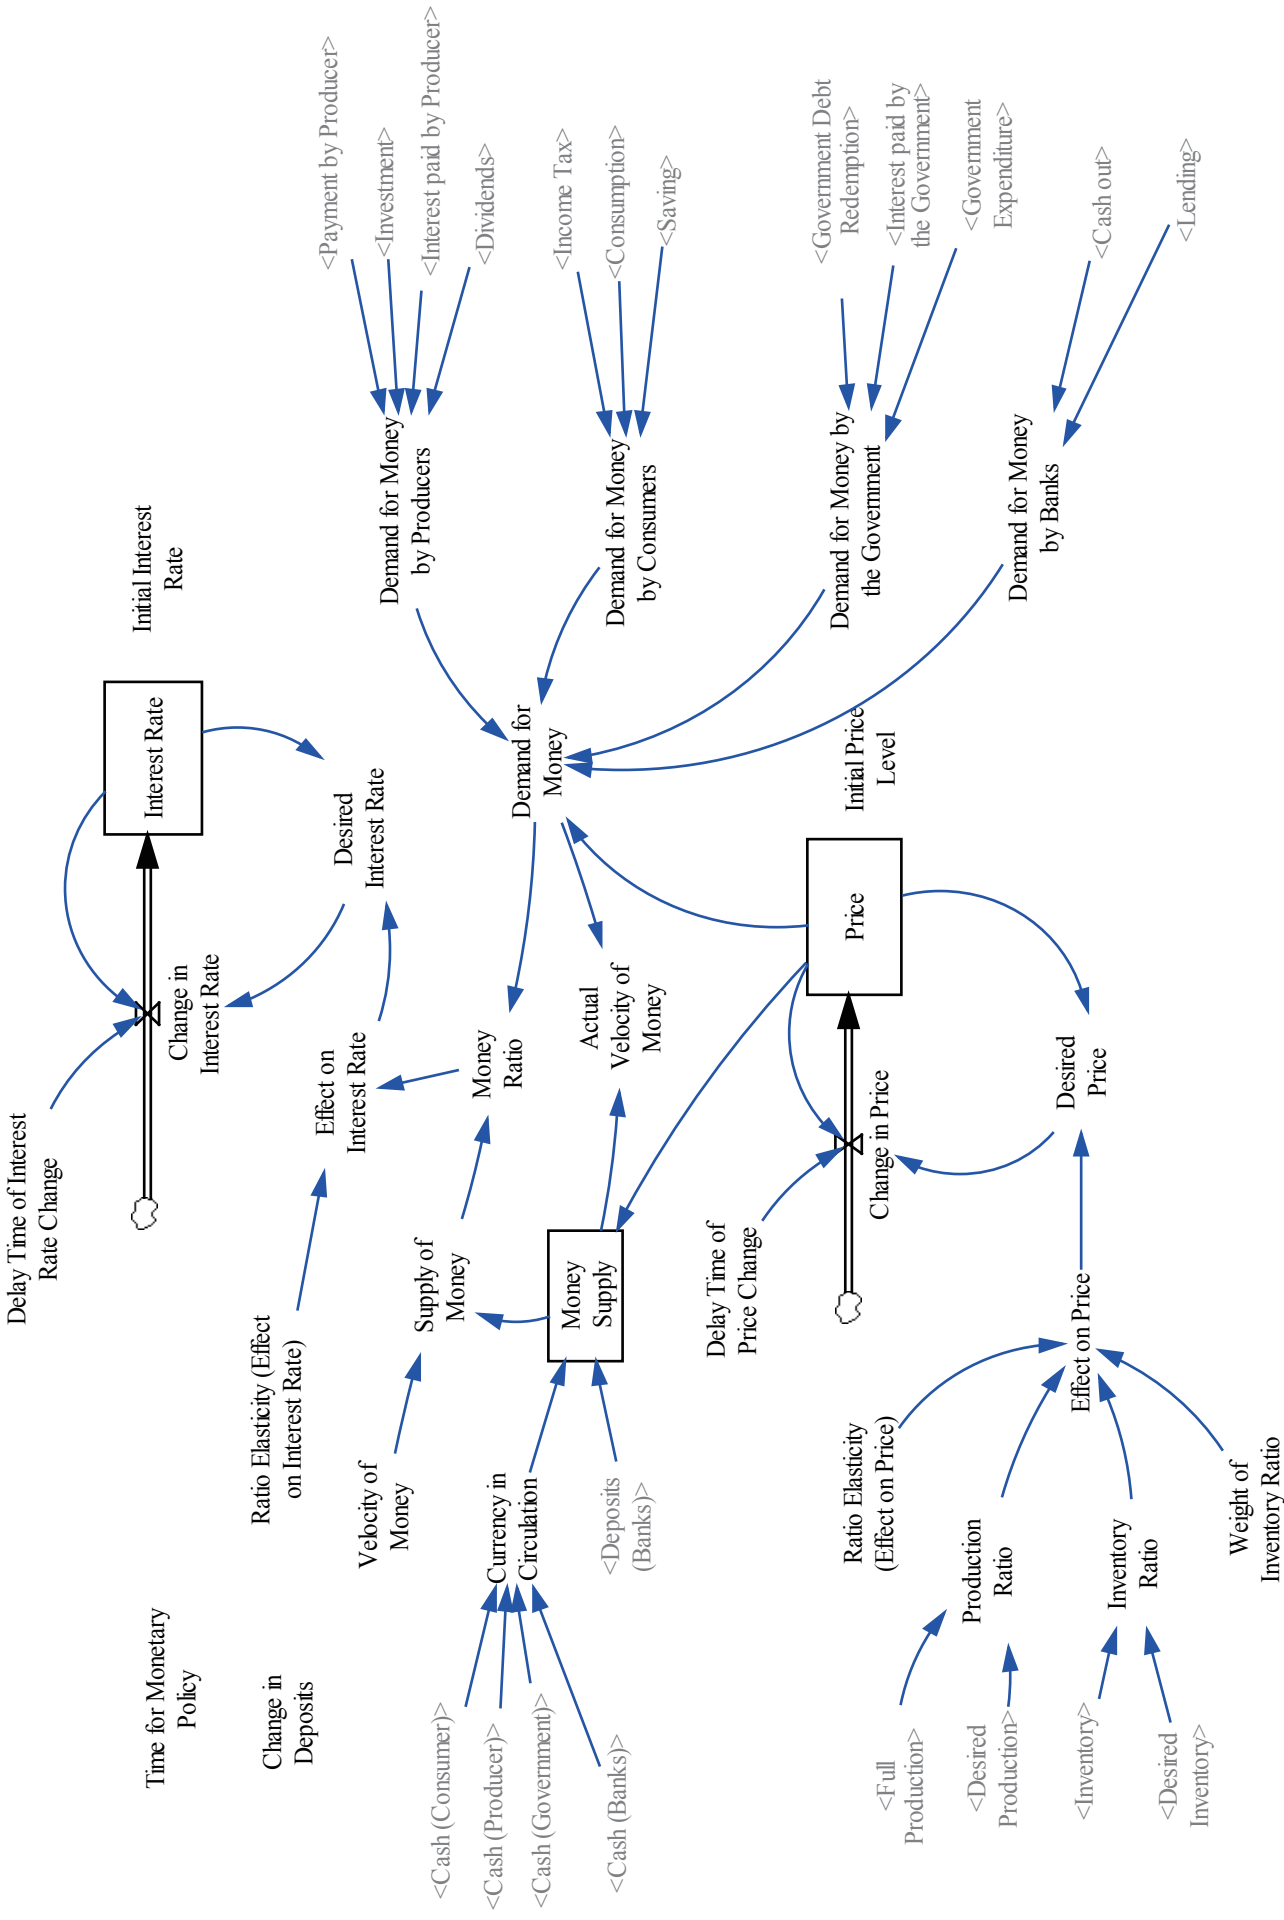 Time for Monetary
Policy
Change in
Deposits
Delay Time of Interest
Rate Change
Change in
Interest Rate
Interest Rate
Initial Interest
Rate
Ratio Elasticity (Effect
on Interest Rate)
Effect on
Interest Rate
Desired
Interest Rate
Velocity of
Money
Supply of
Money
Money
Ratio
Demand for
Money
Demand for Money
by Producers
<Payment by Producer>
<Investment>
<Interest paid by Producer>
<Dividends>
<Cash (Consumer)>
<Cash (Producer)>
<Cash (Government)>
<Cash (Banks)>
Currency in
Circulation
<Deposits
(Banks)>
Money
Supply
Actual
Velocity of
Money
Demand for Money
by Consumers
<Income Tax>
<Consumption>
<Saving>
Delay Time of
Price Change
Change in Price
Price
Initial Price
Level
Demand for Money by
the Government
<Government Debt
Redemption>
<Interest paid by
the Government>
<Government
Expenditure>
Demand for Money
by Banks
<Cash out>
<Lending>
Ratio Elasticity
(Effect on Price)
<Full
Production>
<Desired
Production>
Production
Ratio
<Inventory>
<Desired
Inventory>
Inventory
Ratio
Weight of
Inventory Ratio
Effect on Price
Desired
Price